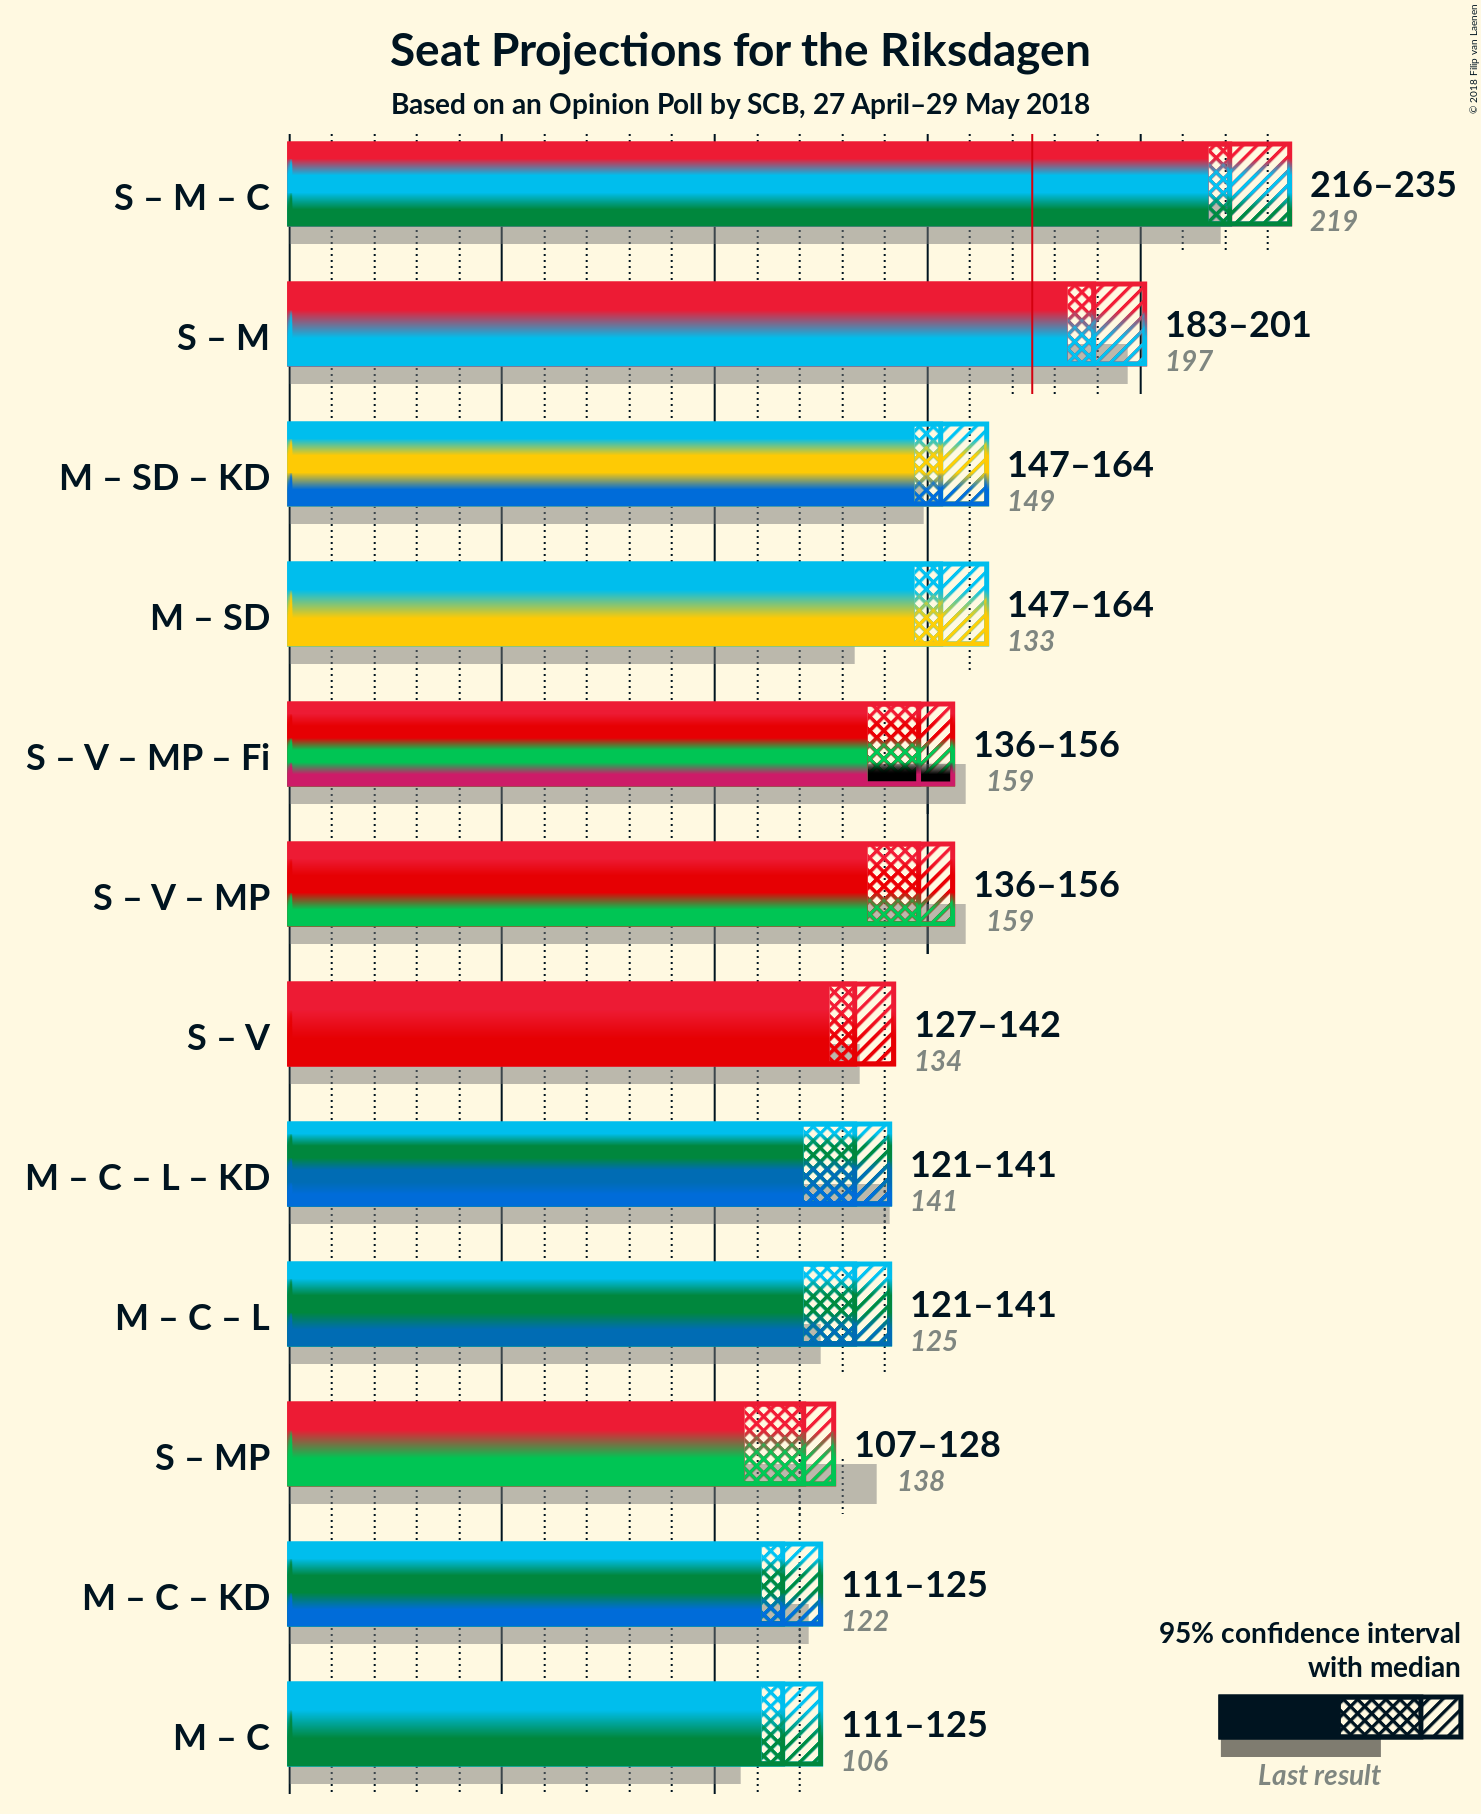 Seat Projections for the Riksdagen
Based on an Opinion Poll by SCB, 27 April–29 May 2018
© 2018 Filip van Laenen
S – M – C
216–235
219
S – M
183–201
197
M – SD – KD
147–164
149
M – SD
147–164
133
S – V – MP – Fi
136–156
159
S – V – MP
136–156
159
S – V
127–142
134
M – C – L – KD
121–141
141
M – C – L
121–141
125
S – MP
107–128
138
M – C – KD
111–125
122
M – C
111–125
106
95% confidence interval
with median
Last result